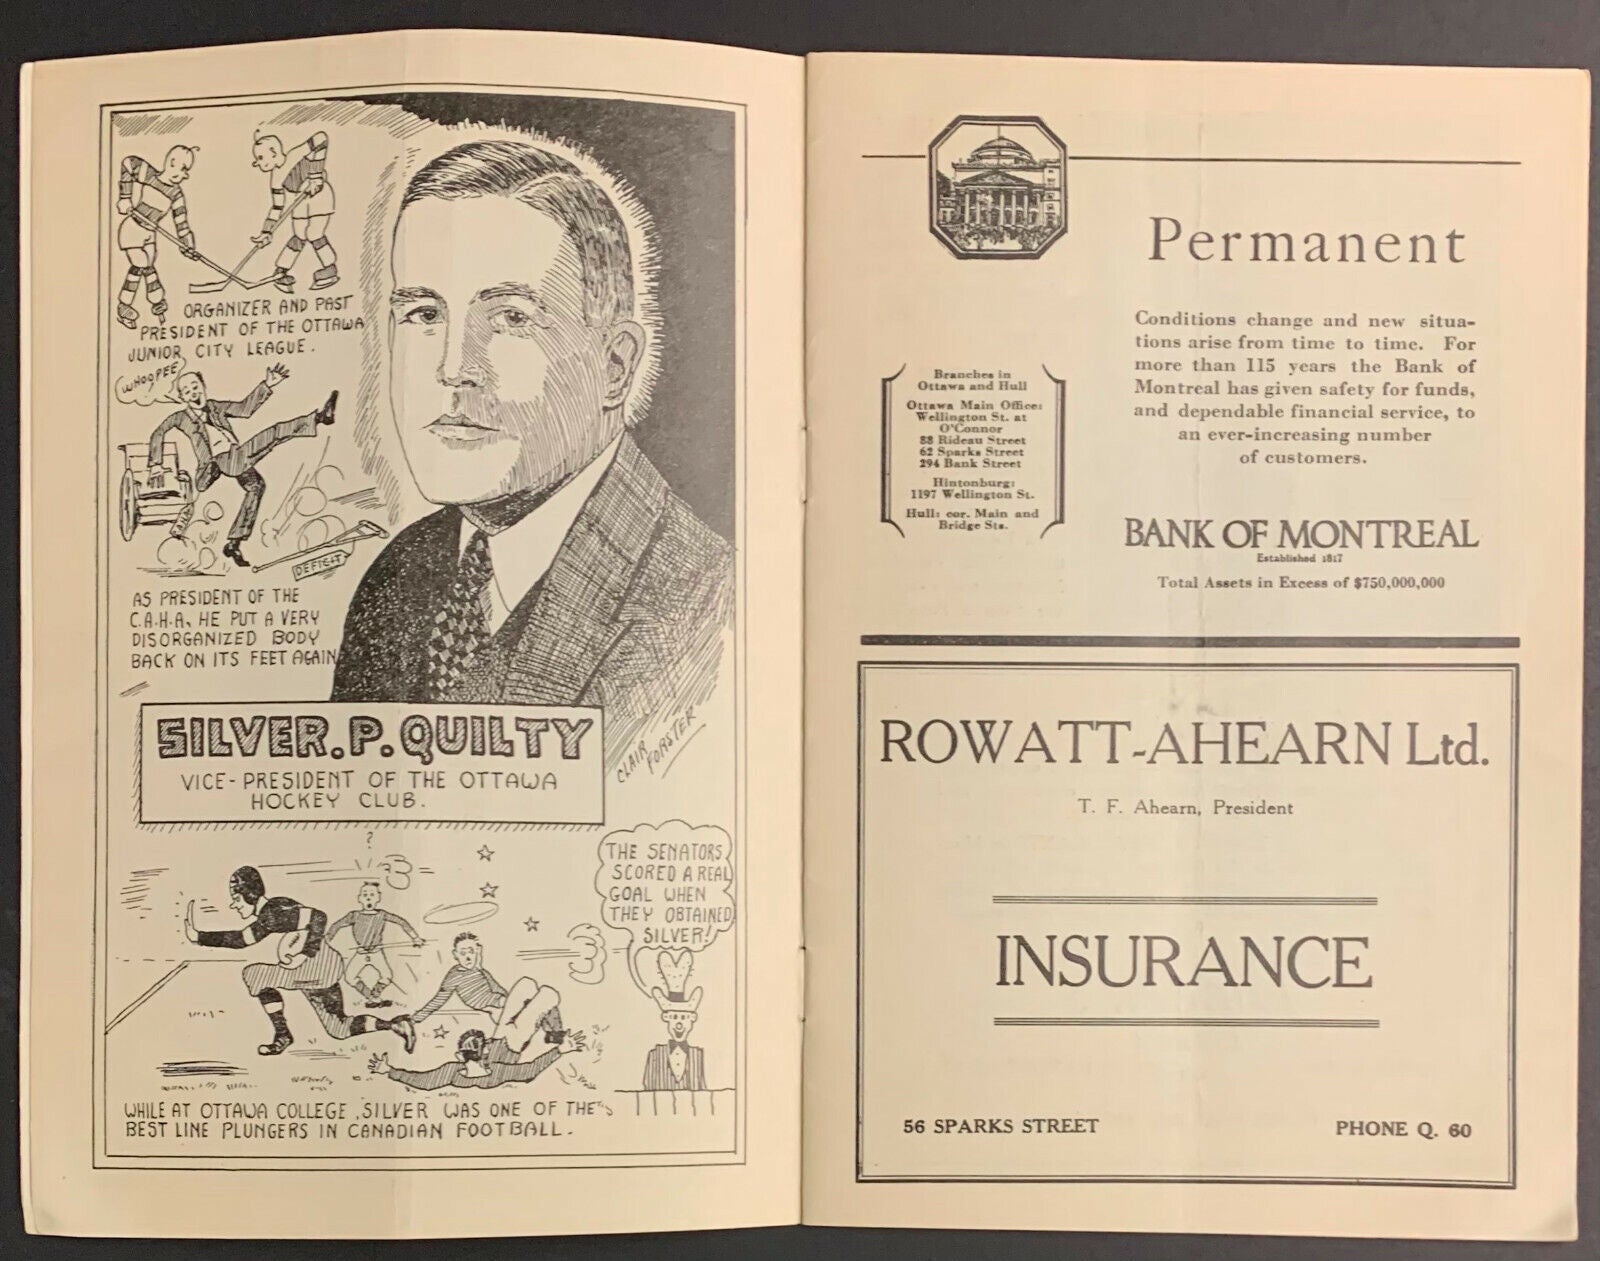 ORGANIZER AND PAST
PRESIDENT OF THE OTTAWA
JUNIOR CITY LEAGUE.
WHOOPEE
DEFICIT
AS PRESIDENT OF THE
C.A.H.A, HE PUT A VERY
DISORGANIZED BODY
BACK ON ITS FEET AGAIN
SILVER.P.QUILTY
VICE-PRESIDENT OF THE OTTAWA
HOCKEY CLUB.
CLAIR
FORSTER
?
THE SENATORS
SCORED A REAL
GOAL WHEN
THEY OBTAINED
SILVER!
WHILE AT OTTAWA COLLEGE, SILVER WAS ONE OF THE
BEST LINE PLUNGERS IN CANADIAN FOOTBALL.
Permanent
Conditions change and new situa-
tions arise from time to time. For
more than 115 years the Bank of
Montreal has given safety for funds,
and dependable financial service, to
an ever-increasing number
of customers.
Branches in
Ottawa and Hull
Ottawa Main Office:
Wellington St. at
O'Connor
88 Rideau Street
62 Sparks Street
294 Bank Street
Hintonburg:
1197 Wellington St.
Hull: cor. Main and
Bridge Sts.
BANK OF MONTREAL
Established 1817
Total Assets in Excess of $750,000,000
ROWATT-AHEARN Ltd.
T. F. Ahearn, President
INSURANCE
56 SPARKS STREET
PHONE Q. 60